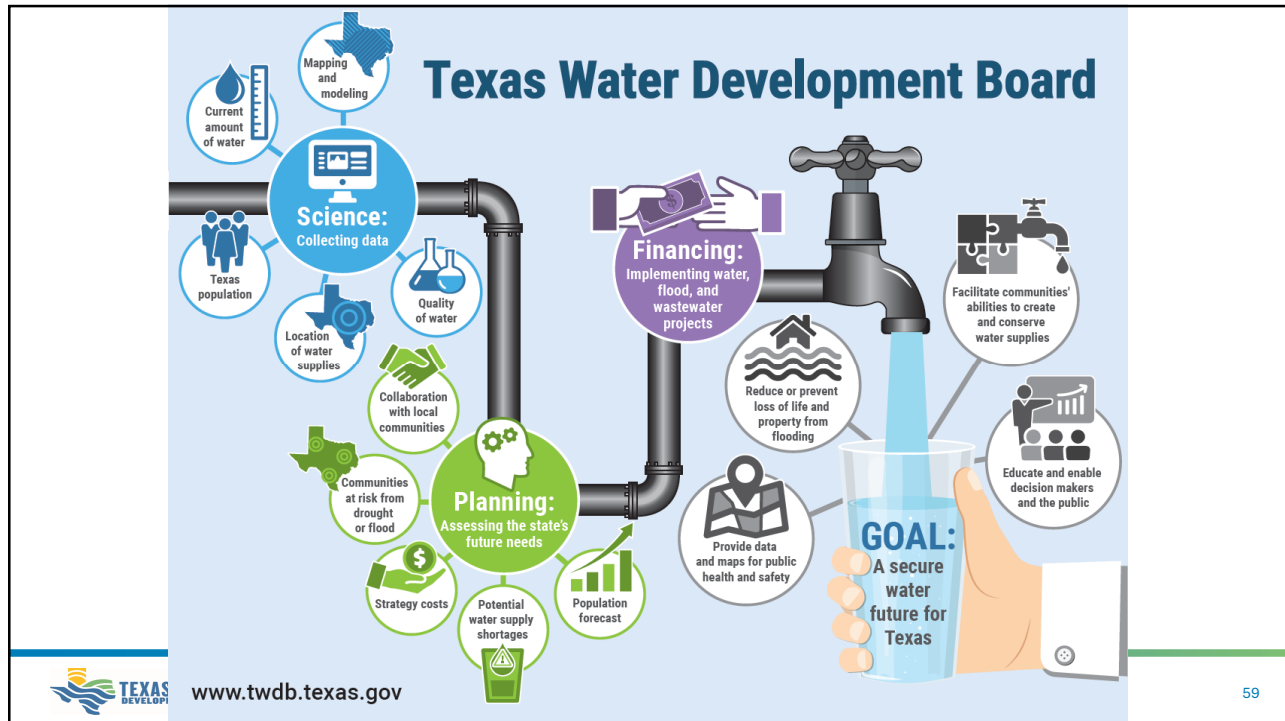 Texas Water Development Board
Mapping
and
modeling
Current
amount
of water
Science:
Collecting data
Texas
population
Location
of water
supplies
Quality
of water
Collaboration
with local
communities
Communities
at risk from
drought
or flood
Planning:
Assessing the state's
future needs
$
Strategy costs
Potential
water supply
shortages
Population
forecast
$
Financing:
Implementing water,
flood, and
wastewater
projects
Facilitate communities'
abilities to create
and conserve
water supplies
Reduce or prevent
loss of life and
property from
flooding
Educate and enable
decision makers
and the public
Provide data
and maps for public
health and safety
GOAL:
A secure
water
future for
Texas
TEXAS
DEVELOP
www.twdb.texas.gov
59